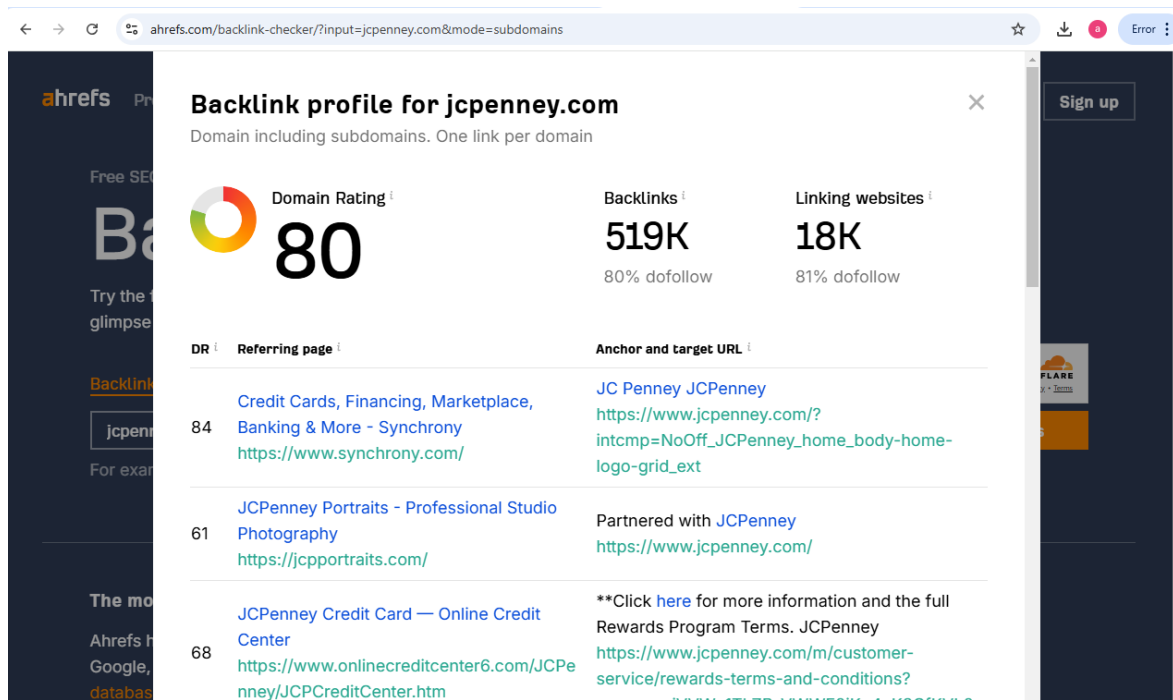 ahrefs.com/backlink-checker/?input=jcpenney.com&mode=subdomains
a
Error
ahrefs
Sign up
Backlink profile for jcpenney.com
Domain including subdomains. One link per domain
Free SEO
Domain Rating i
80
Backlinks i
519K
80% dofollow
Linking websites i
18K
81% dofollow
Try the f
glimpse
DR i Referring page i Anchor and target URL i
Backlink
jcpenn
For exam
84
Credit Cards, Financing, Marketplace,
Banking & More - Synchrony
https://www.synchrony.com/
JC Penney JCPenney
https://www.jcpenney.com/?
intcmp=NoOff_JCPenney_home_body-home-
logo-grid_ext
FLARE
Terms
61
JCPenney Portraits - Professional Studio
Photography
https://jcpportraits.com/
Partnered with JCPenney
https://www.jcpenney.com/
The mo
Ahrefs h
Google,
databas
68
JCPenney Credit Card — Online Credit
Center
https://www.onlinecreditcenter6.com/JCPe
nney/JCPCreditCenter.htm
**Click here for more information and the full
Rewards Program Terms. JCPenney
https://www.jcpenney.com/m/customer-
service/rewards-terms-and-conditions?